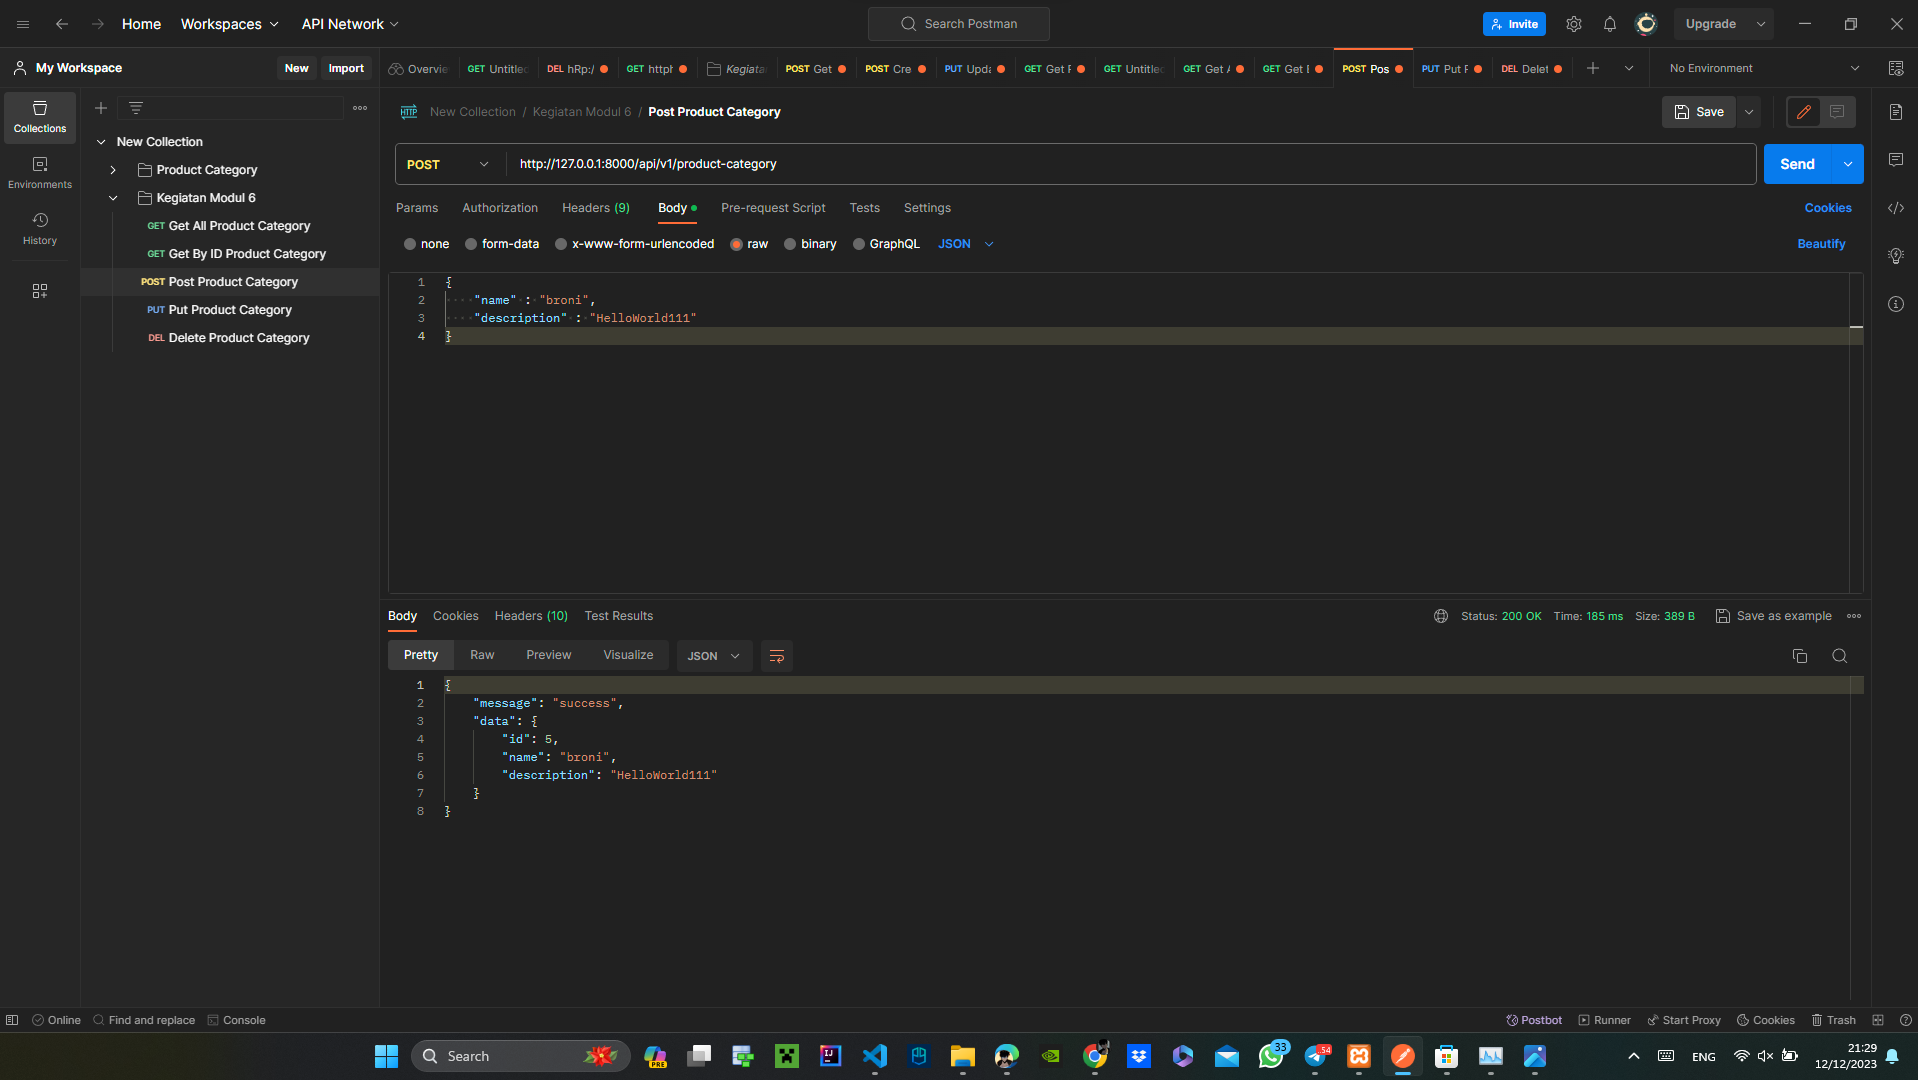 Home Workspaces API Network Search Postman Invite Upgrade
My Workspace New Import
Overvie GET Untitled DEL hRp:/ GET httpf Kegiata POST Get POST Cre PUT Upda GET Get F GET Untitled GET Get A GET Get E POST Pos PUT Put F DEL Delet No Environment
Collections
Environments
History
New Collection
Product Category
Kegiatan Modul 6
GET Get All Product Category
GET Get By ID Product Category
POST Post Product Category
PUT Put Product Category
DEL Delete Product Category
HTTP New Collection / Kegiatan Modul 6 / Post Product Category Save
POST http://127.0.0.1:8000/api/v1/product-category Send
Params Authorization Headers (9) Body Pre-request Script Tests Settings Cookies
none form-data x-www-form-urlencoded raw binary GraphQL JSON Beautify
1 {
2 "name" : "broni",
3 "description" : "HelloWorld111"
4 }
Body Cookies Headers (10) Test Results Status: 200 OK Time: 185 ms Size: 389 B Save as example
Pretty Raw Preview Visualize JSON
1 {
2 "message": "success",
3 "data": {
4 "id": 5,
5 "name": "broni",
6 "description": "HelloWorld111"
7 }
8 }
Online Find and replace Console Postbot Runner Start Proxy Cookies Trash
Search PRE IJ 33 54 ENG 21:29
12/12/2023